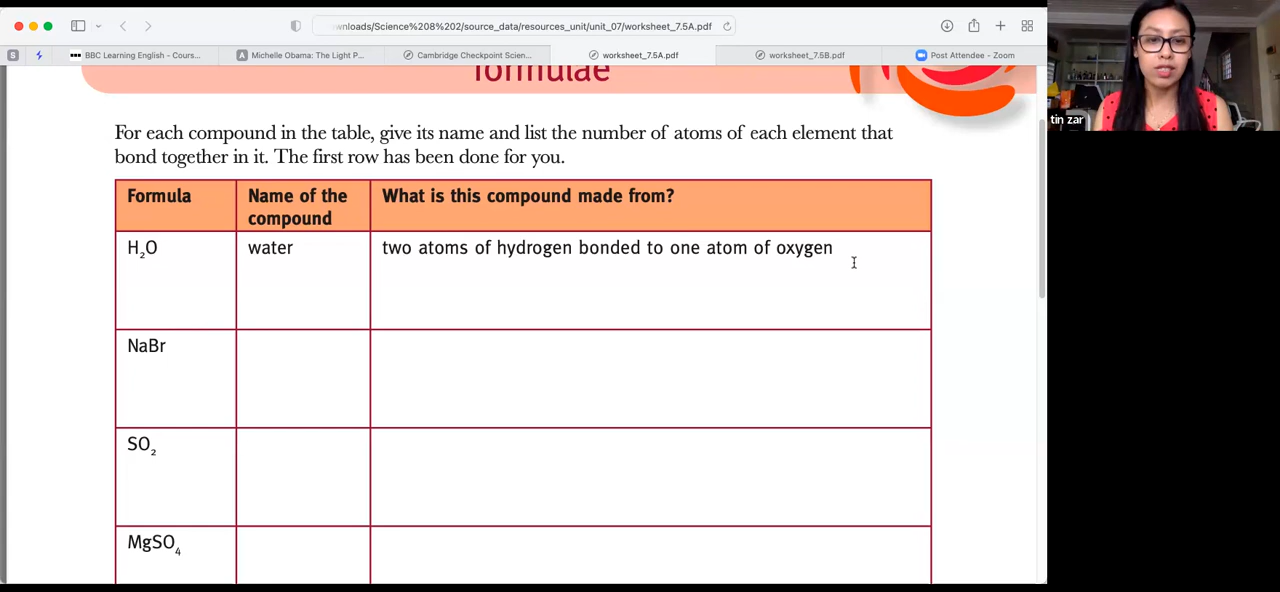 wnloads/Science%208%202/source_data/resources_unit/unit_07/worksheet_7.5A.pdf
S
BBC Learning English - Cours...
A
Michelle Obama: The Light P...
Cambridge Checkpoint Scien...
worksheet_7.5A.pdf
worksheet_7.5B.pdf
Post Attendee - Zoom
formulae
For each compound in the table, give its name and list the number of atoms of each element that
bond together in it. The first row has been done for you.
Formula
Name of the
compound
What is this compound made from?
H₂O
water
two atoms of hydrogen bonded to one atom of oxygen
NaBr
SO₂
MgSO₄
tin zar